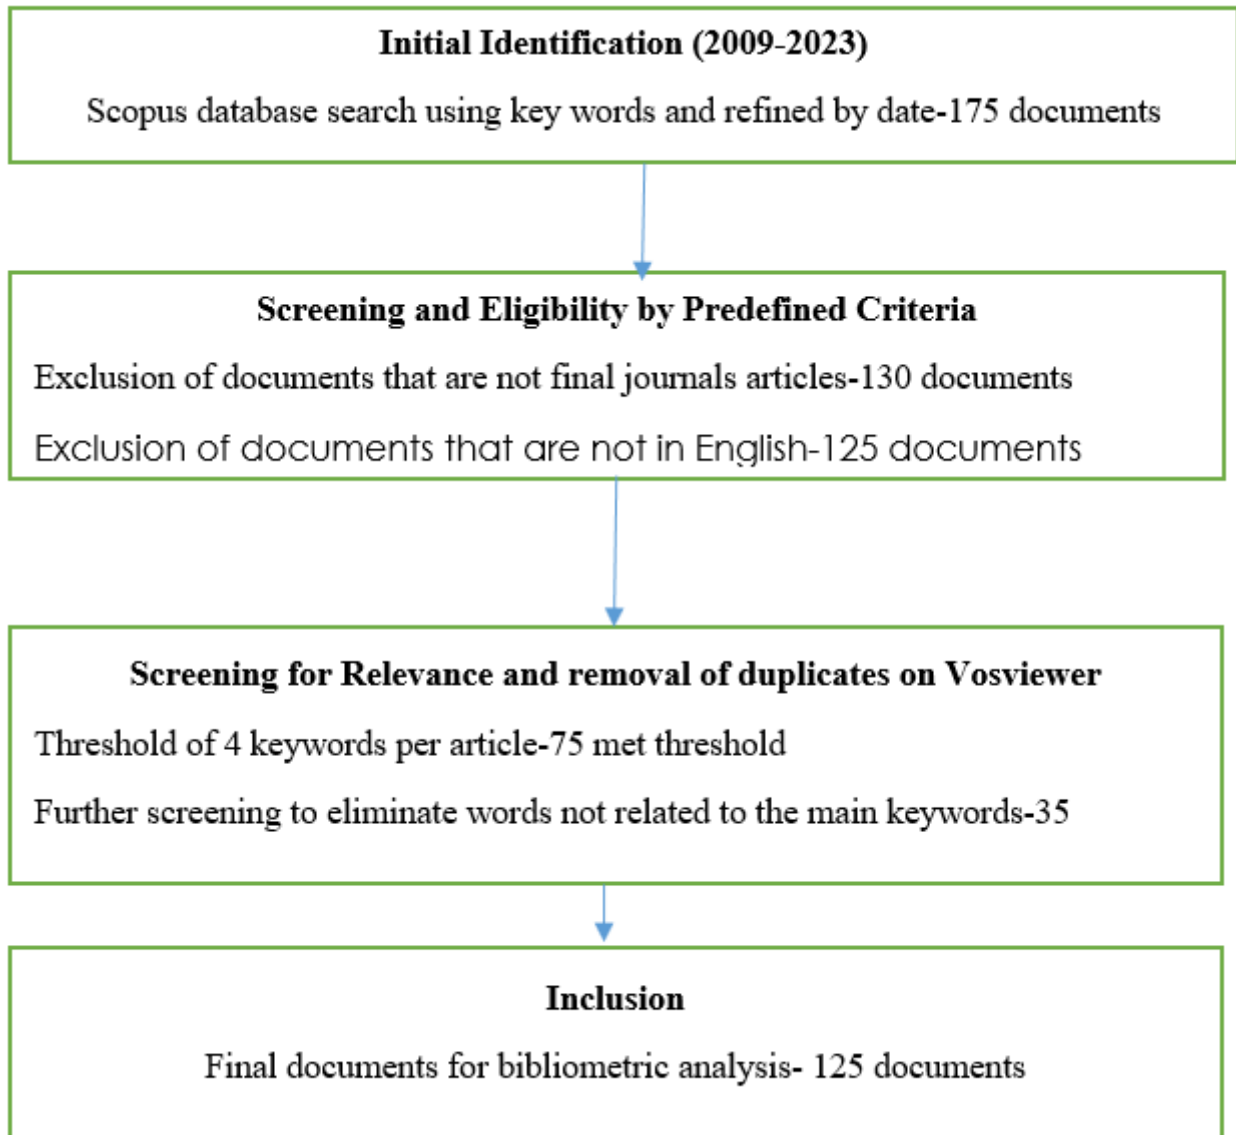 Initial Identification (2009-2023)
Scopus database search using key words and refined by date-175 documents
Screening and Eligibility by Predefined Criteria
Exclusion of documents that are not final journals articles-130 documents
Exclusion of documents that are not in English-125 documents
Screening for Relevance and removal of duplicates on Vosviewer
Threshold of 4 keywords per article-75 met threshold
Further screening to eliminate words not related to the main keywords-35
Inclusion
Final documents for bibliometric analysis- 125 documents